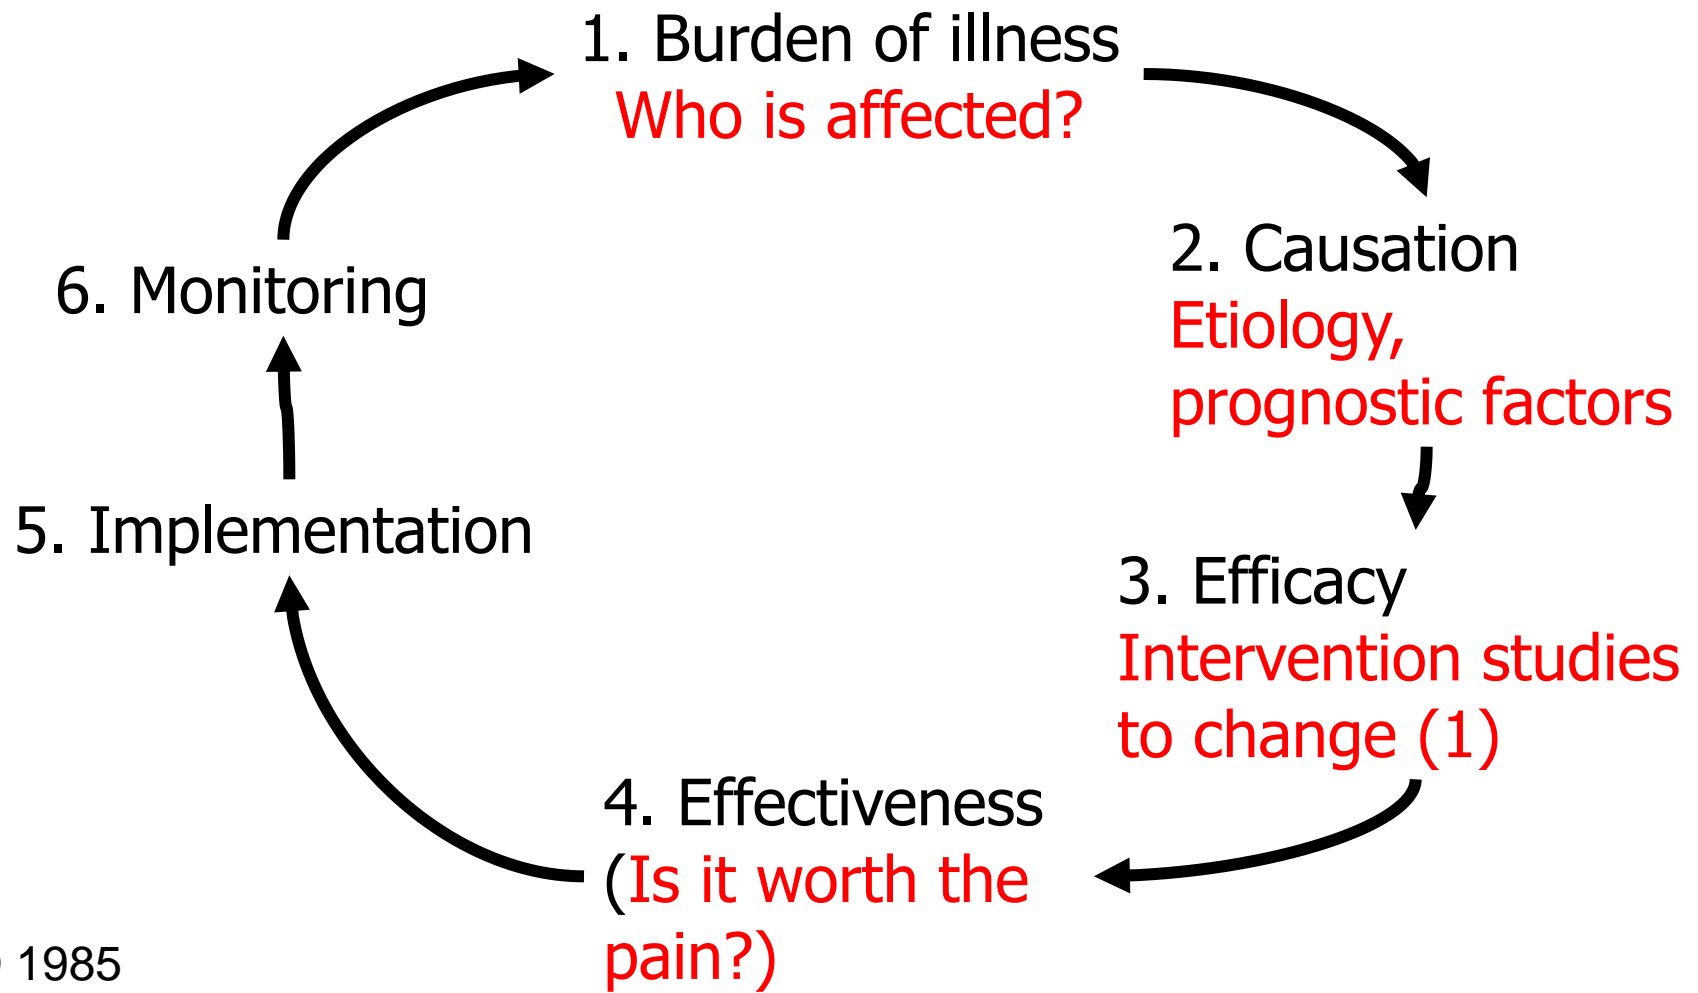 1. Burden of illness
Who is affected?
2. Causation
Etiology,
prognostic factors
3. Efficacy
Intervention studies
to change (1)
4. Effectiveness
(Is it worth the
pain?)
5. Implementation
6. Monitoring
1985